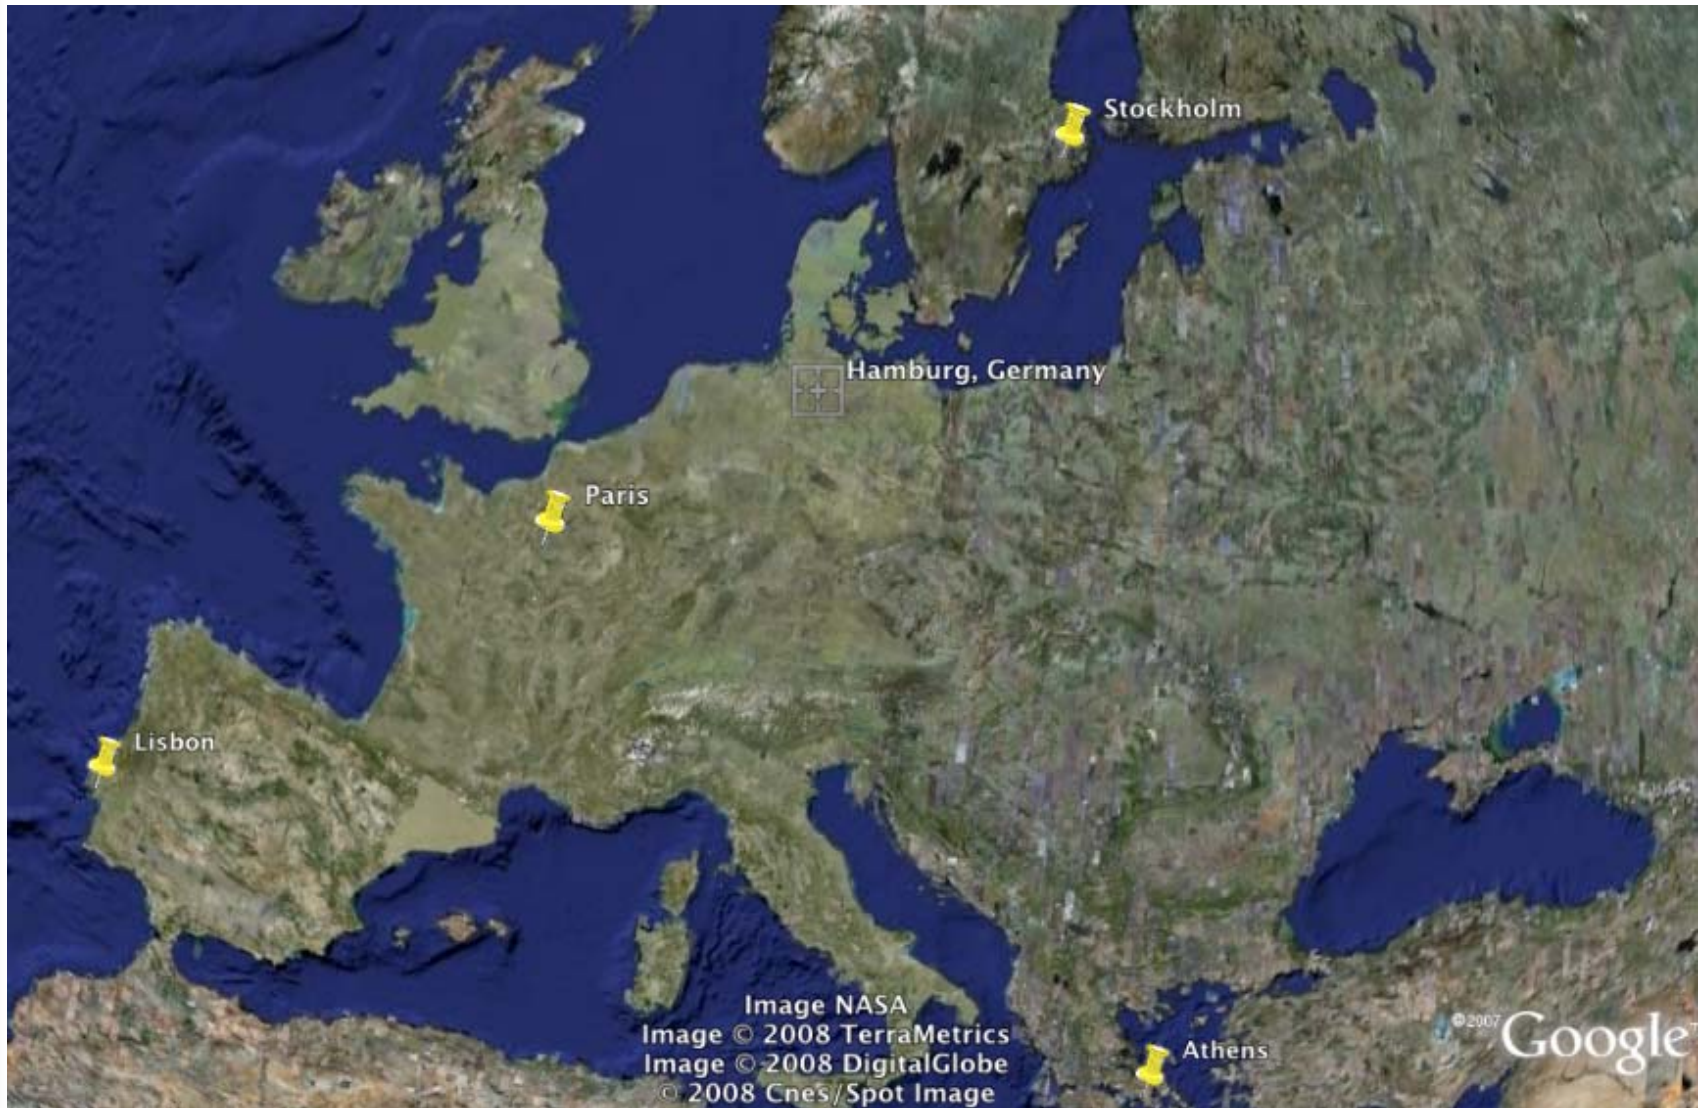 Stockholm
Hamburg, Germany
Paris
Lisbon
Image NASA
Image © 2008 TerraMetrics
Image © 2008 DigitalGlobe
© 2008 Cnes/Spot Image
Athens
©2007 Google™